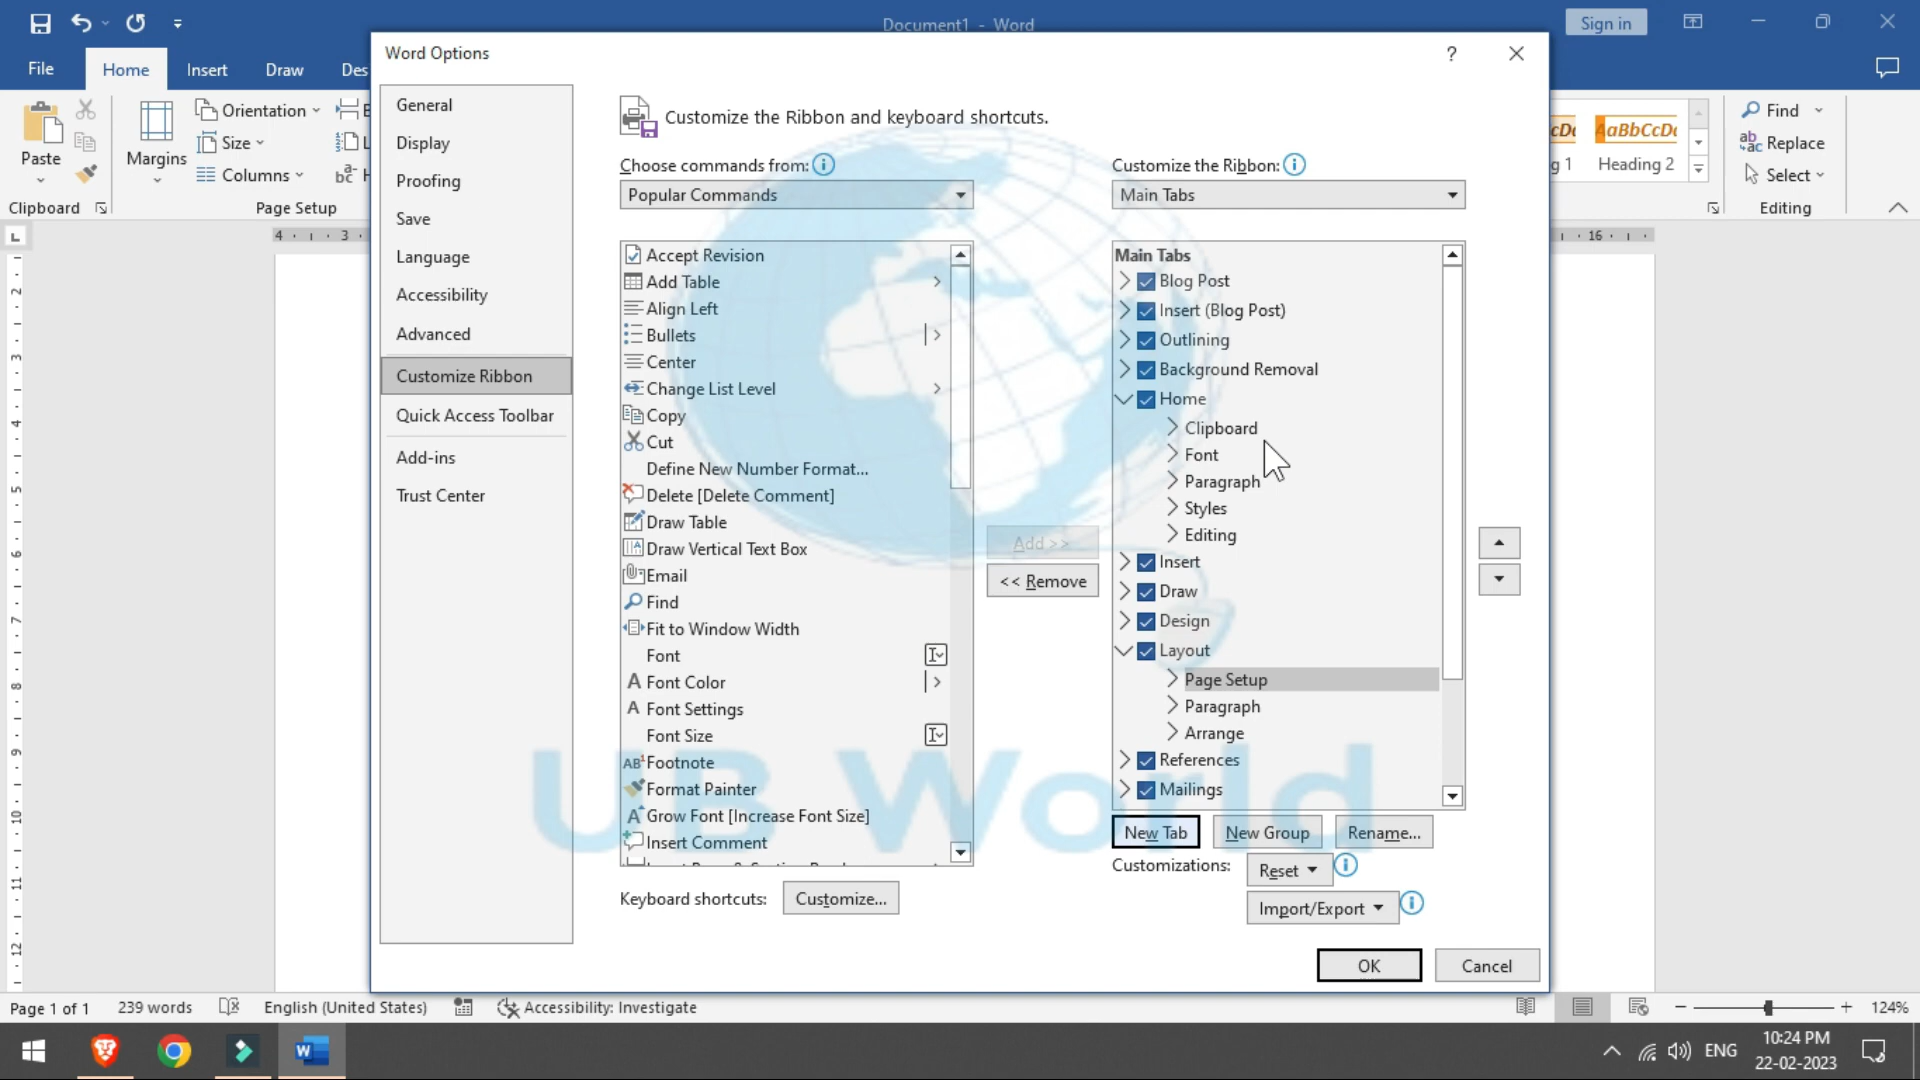 Document1 - Word
Sign in
File
Home
Insert
Draw
Des
Word Options
Paste
Clipboard
Margins
Orientation
Size
Columns
Page Setup
AaBbCcDc
g 1
Heading 2
Find
Replace
Select
Editing
4 · ı · 3 ·
ı · 16 · ı
General
Display
Proofing
Save
Language
Accessibility
Advanced
Customize Ribbon
Quick Access Toolbar
Add-ins
Trust Center
Customize the Ribbon and keyboard shortcuts.
Choose commands from:
Popular Commands
Accept Revision
Add Table
Align Left
Bullets
Center
Change List Level
Copy
Cut
Define New Number Format...
Delete [Delete Comment]
Draw Table
Draw Vertical Text Box
Email
Find
Fit to Window Width
Font
Font Color
Font Settings
Font Size
Footnote
Format Painter
Grow Font [Increase Font Size]
Insert Comment
Keyboard shortcuts:
Customize...
Add >>
<< Remove
Customize the Ribbon:
Main Tabs
Main Tabs
Blog Post
Insert (Blog Post)
Outlining
Background Removal
Home
Clipboard
Font
Paragraph
Styles
Editing
Insert
Draw
Design
Layout
Page Setup
Paragraph
Arrange
References
Mailings
New Tab
New Group
Rename...
Customizations:
Reset
Import/Export
OK
Cancel
UB World
Page 1 of 1
239 words
English (United States)
Accessibility: Investigate
124%
ENG
10:24 PM
22-02-2023